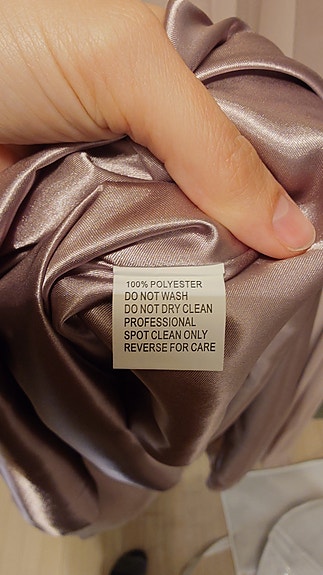 100% POLYESTER
DO NOT WASH
DO NOT DRY CLEAN
PROFESSIONAL
SPOT CLEAN ONLY
REVERSE FOR CARE